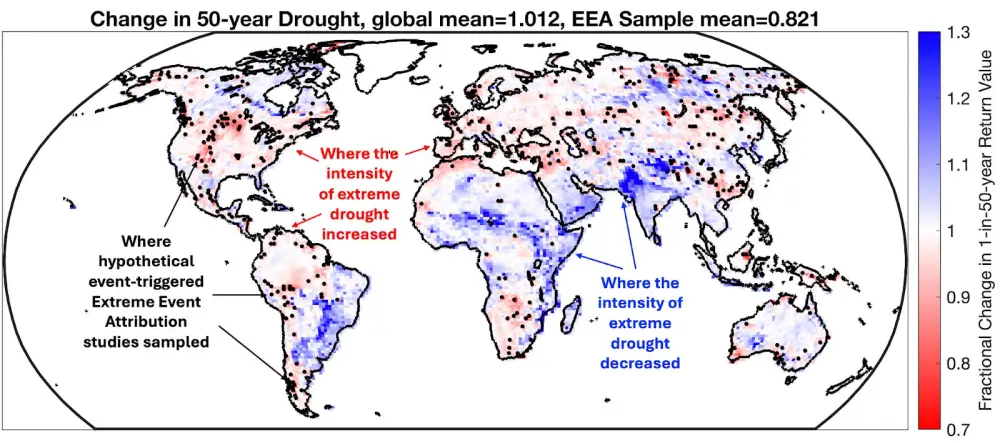 Change in 50-year Drought, global mean=1.012, EEA Sample mean=0.821
Where the
intensity
of extreme
drought
increased
Where
hypothetical
event-triggered
Extreme Event
Attribution
studies sampled
Where the
intensity of
extreme
drought
decreased
1.3
1.2
1.1
1
0.9
0.8
0.7
Fractional Change in 1-in-50-year Return Value